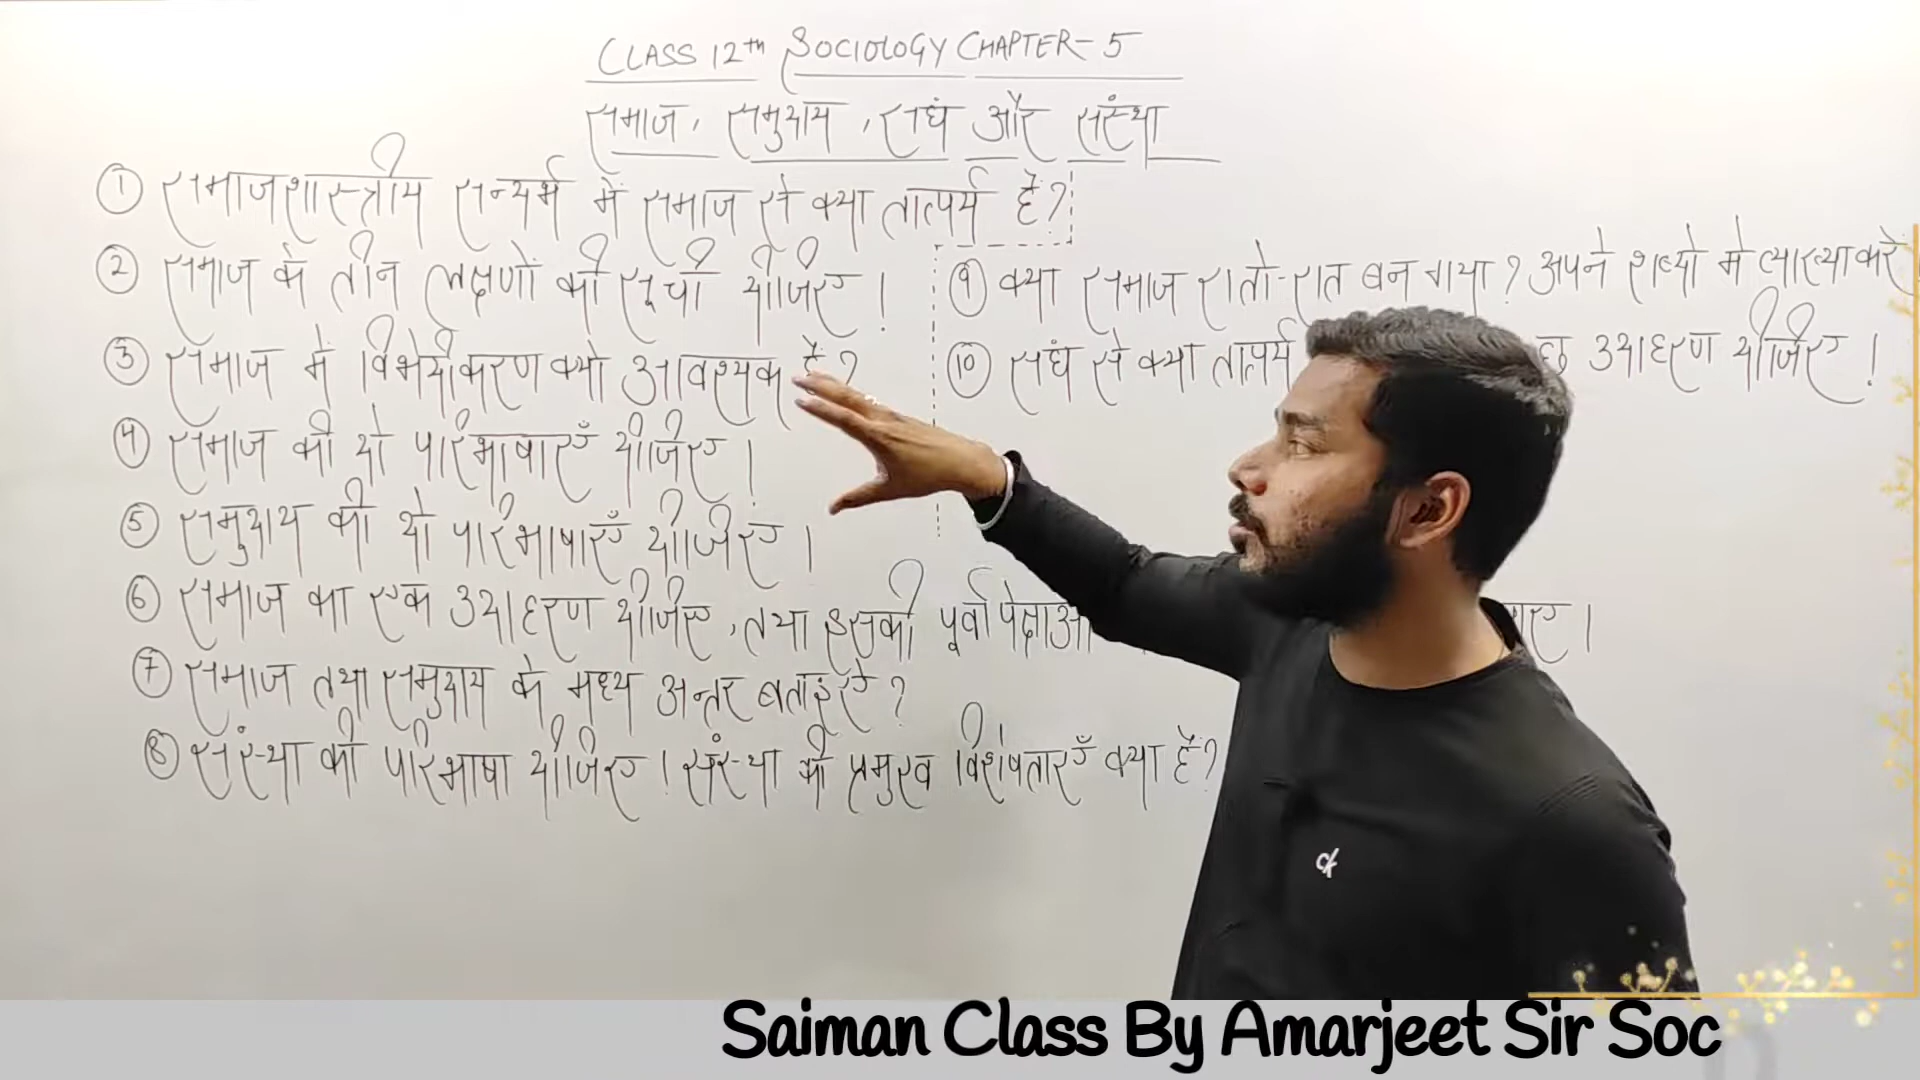 CLASS 12th SOCIOLOGY CHAPTER-5
समाज, समुदाय, संघ और संस्था
① समाजशास्त्रीय सन्दर्भ में समाज से क्या तात्पर्य है?
② समाज के तीन लक्षणों की सूची दीजिए।
③ समाज में विभेदीकरण क्यो आवश्यक है?
④ समाज की दो परिभाषाएँ दीजिए।
⑤ समुदाय की दो परिभाषाएँ दीजिए।
⑥ समाज का एक उदाहरण दीजिए, तथा इसकी पूर्वापेक्षाओ
⑦ समाज तथा समुदाय के मध्य अन्तर बताइए?
⑧ संस्था की परिभाषा दीजिए। संस्था की प्रमुख विशेषताएँ क्या हैं?
⑨ क्या समाज रातो-रात बन गया? अपने शब्दो मे व्याख्या करें
⑩ संघ से क्या तात्पर्य उदाहरण दीजिए।
Saiman Class By Amarjeet Sir Soc